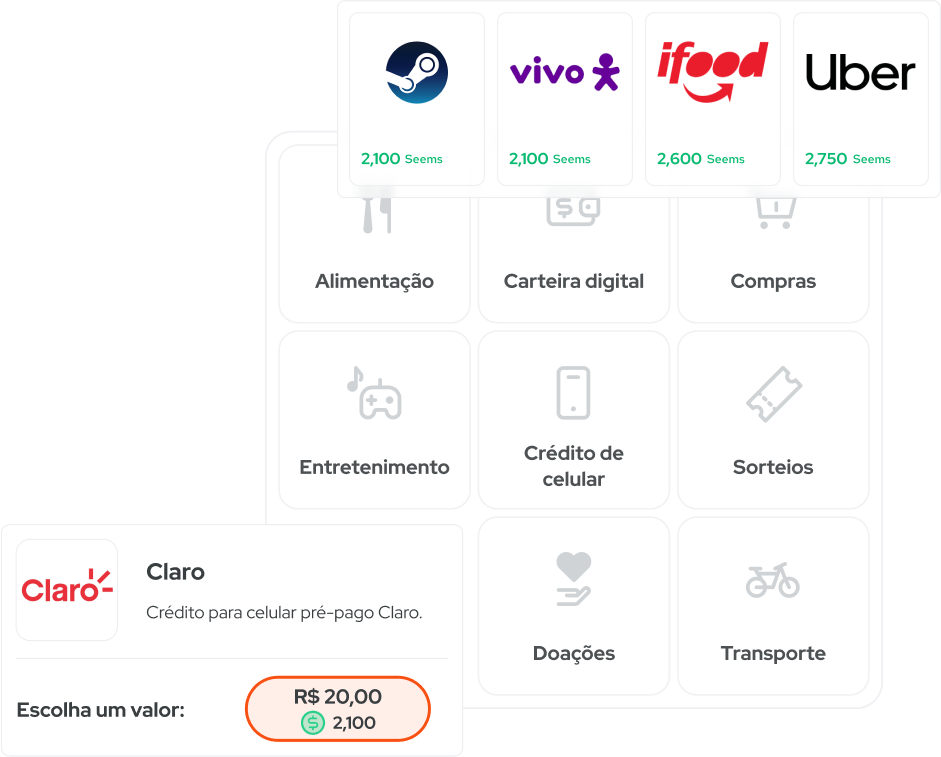 vivo
ifood
Uber
2,100 Seems
2,100 Seems
2,600 Seems
2,750 Seems
Alimentação
Carteira digital
Compras
Entretenimento
Crédito de
celular
Sorteios
Claro
Claro
Crédito para celular pré-pago Claro.
Doações
Transporte
Escolha um valor:
R$ 20,00
2,100